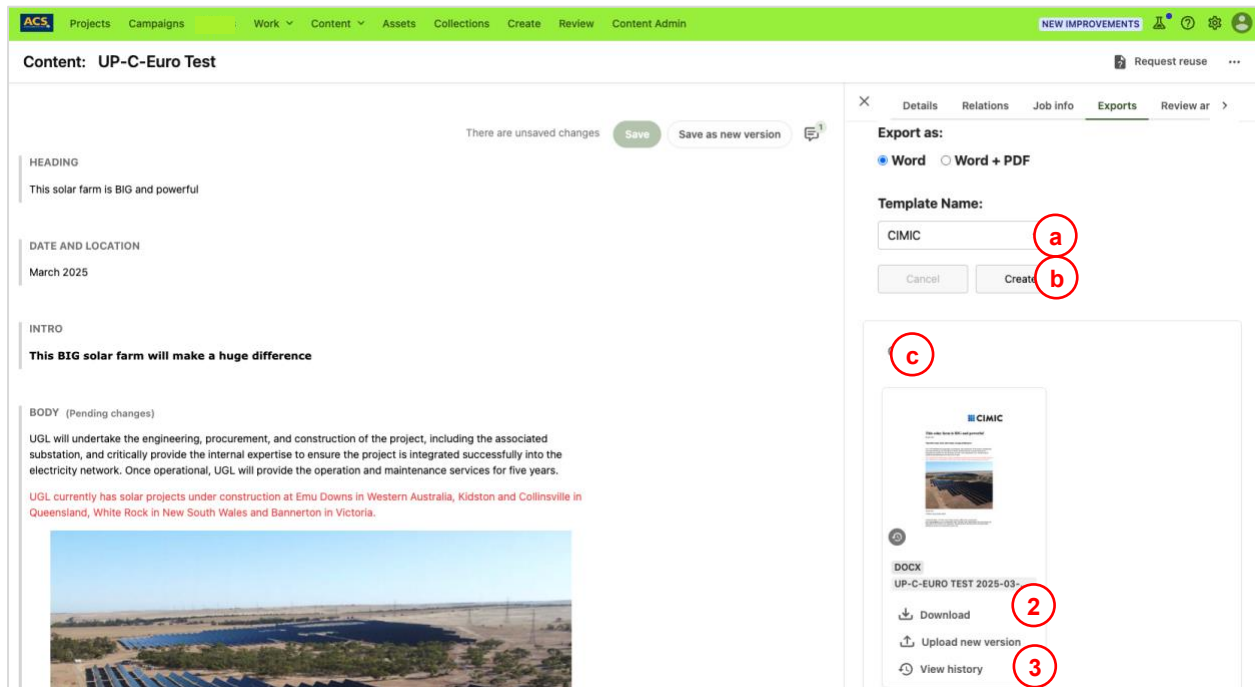 ACS Projects Campaigns Work Content Assets Collections Create Review Content Admin NEW IMPROVEMENTS
Content: UP-C-Euro Test Request reuse ...
Details Relations Job info Exports Review ar
There are unsaved changes Save Save as new version 1
HEADING
This solar farm is BIG and powerful
DATE AND LOCATION
March 2025
INTRO
This BIG solar farm will make a huge difference
BODY (Pending changes)
UGL will undertake the engineering, procurement, and construction of the project, including the associated
substation, and critically provide the internal expertise to ensure the project is integrated successfully into the
electricity network. Once operational, UGL will provide the operation and maintenance services for five years.
UGL currently has solar projects under construction at Emu Downs in Western Australia, Kidston and Collinsville in
Queensland, White Rock in New South Wales and Bannerton in Victoria.
Export as:
Word Word + PDF
Template Name:
CIMIC a
Cancel Create b
c
CIMIC
This solar farm is BIG and powerful
DOCX
UP-C-EURO TEST 2025-03-
Download 2
Upload new version
View history 3